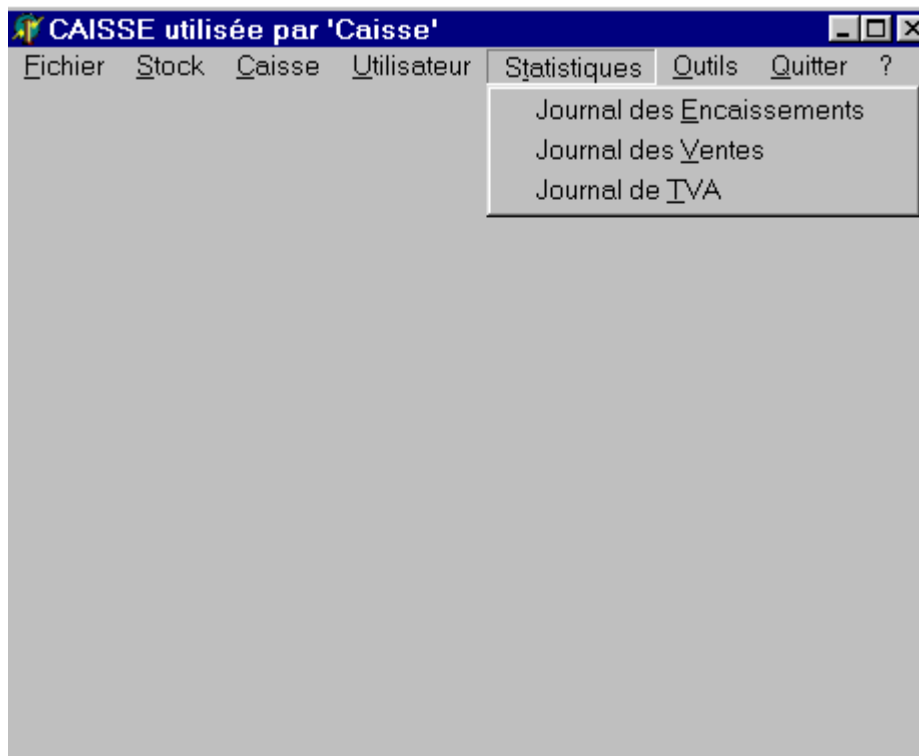 CAISSE utilisée par 'Caisse'
Fichier Stock Caisse Utilisateur Statistiques Outils Quitter ?
Journal des Encaissements
Journal des Ventes
Journal de TVA